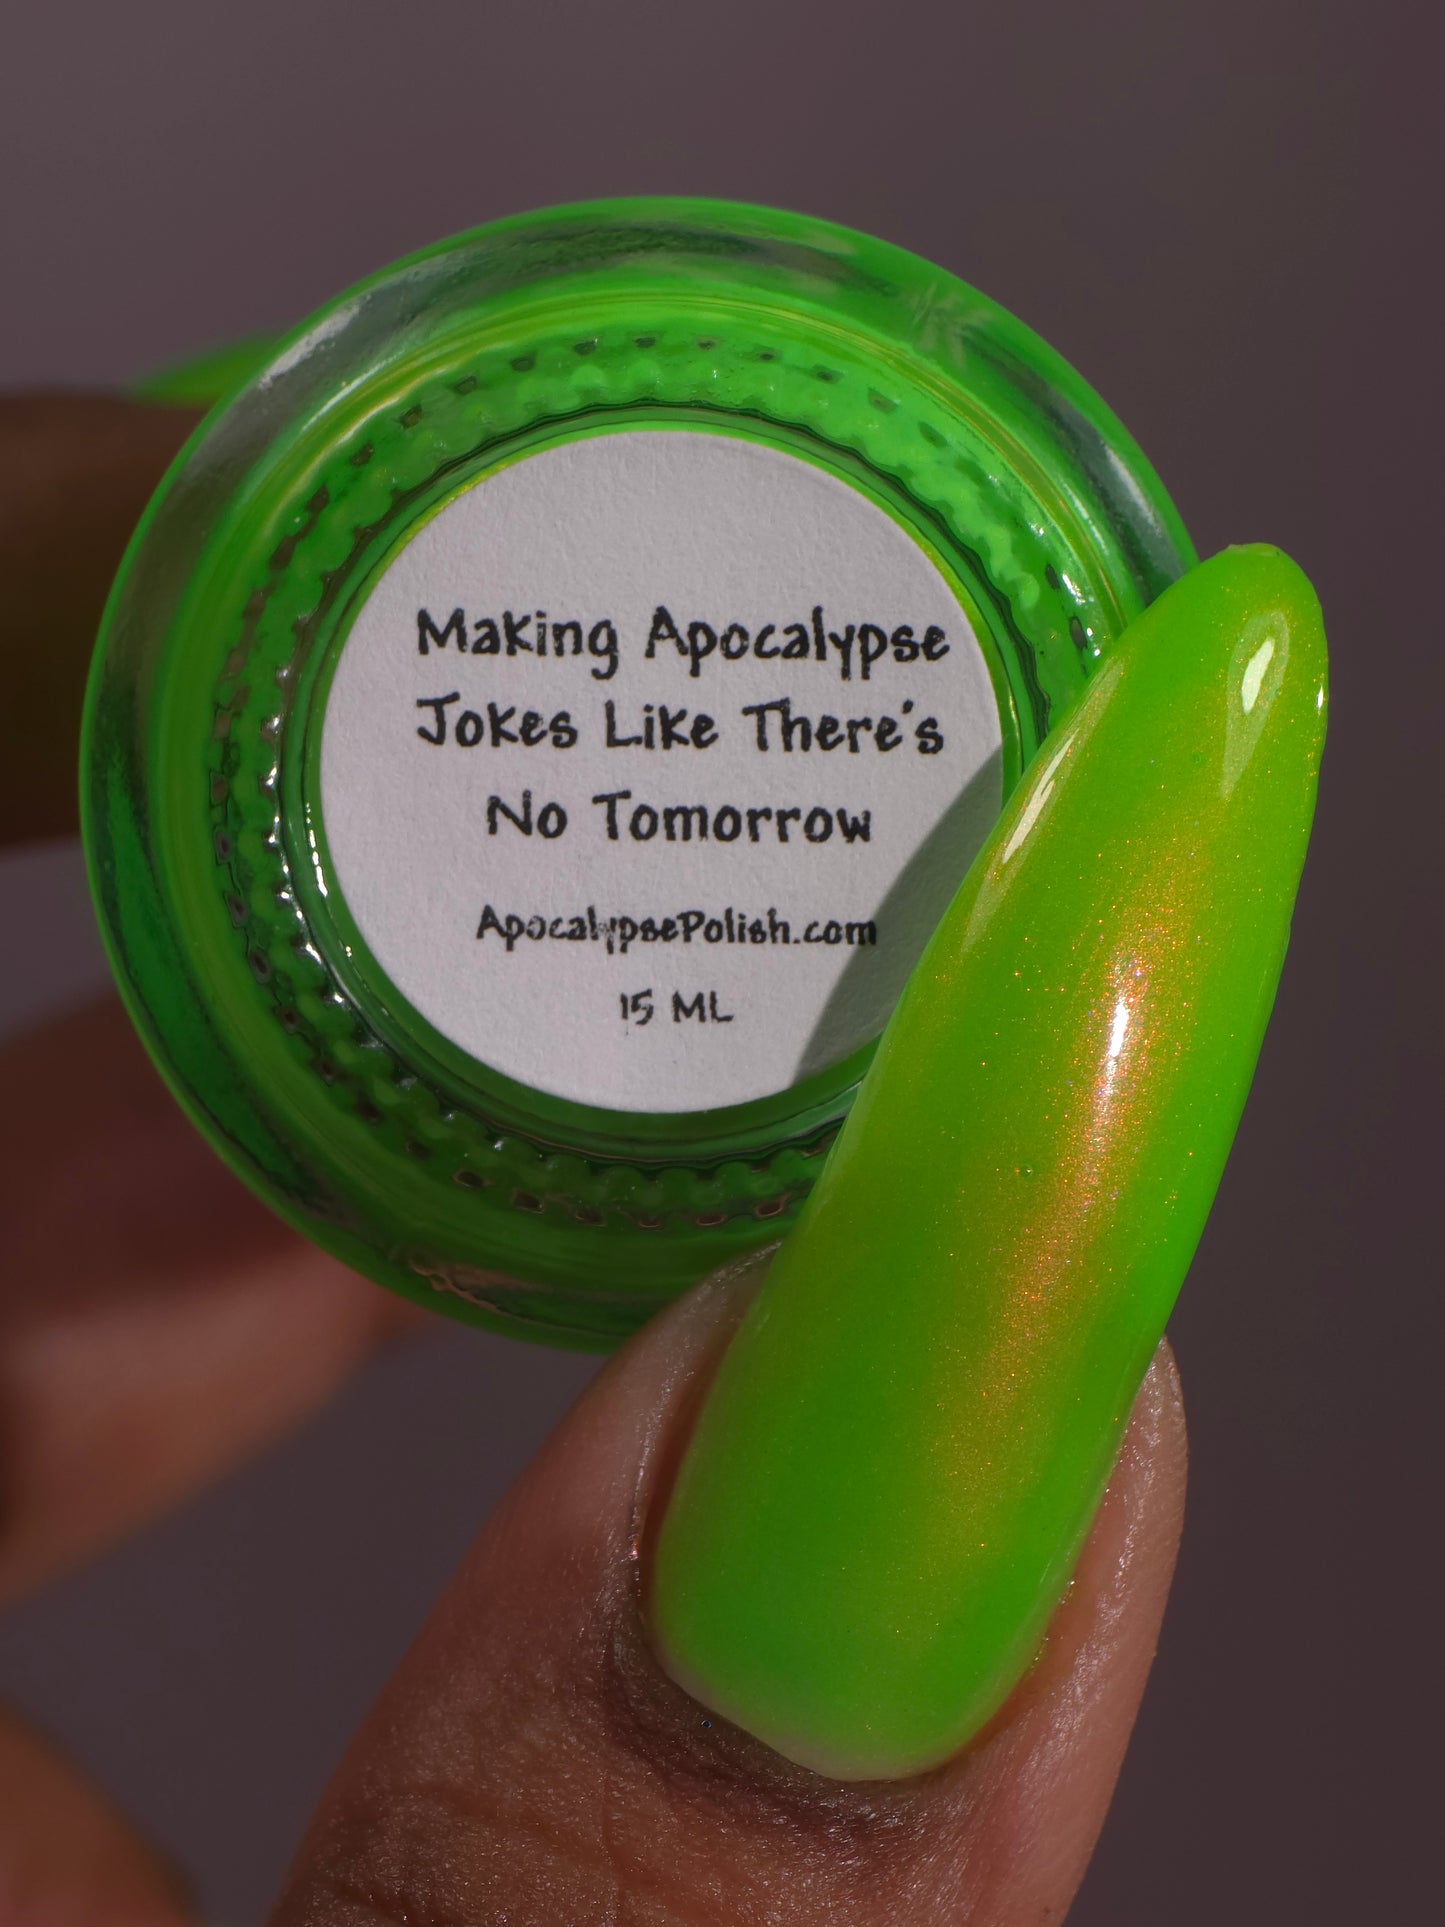 Making Apocalypse
Jokes Like There's
No Tomorrow
ApocalypsePolish.com
15 ML